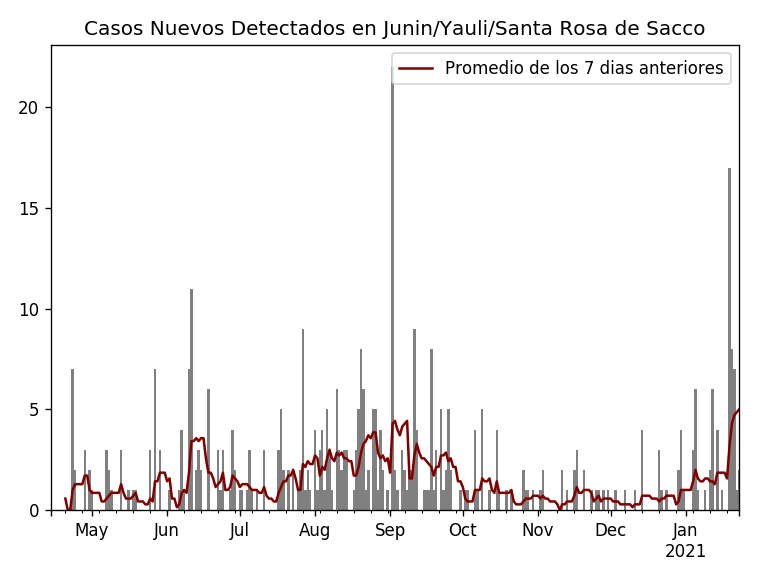 Casos Nuevos Detectados en Junin/Yauli/Santa Rosa de Sacco
Promedio de los 7 dias anteriores
20
15
10
5
0
May Jun Jul Aug Sep Oct Nov Dec Jan
2021